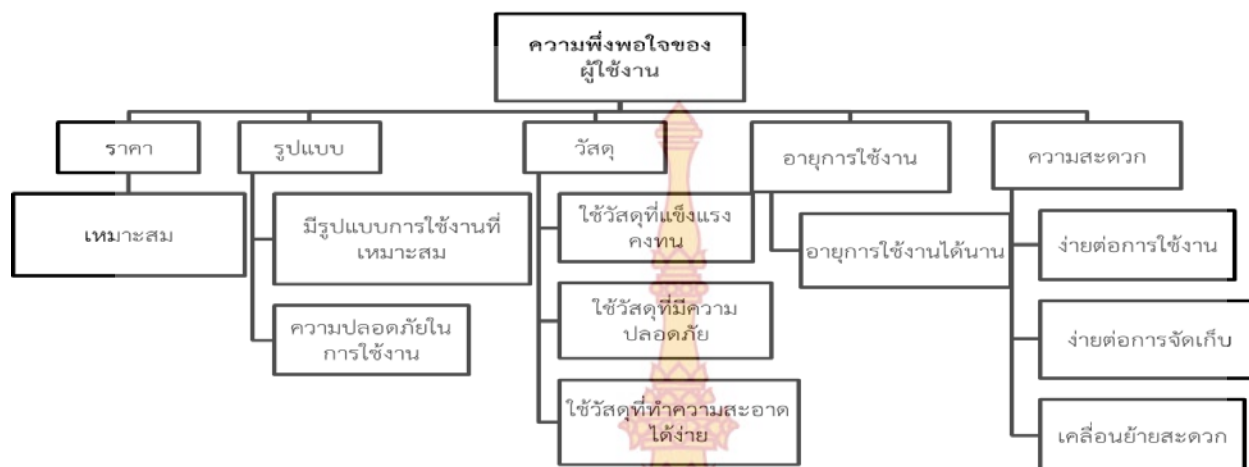 ความพึ่งพอใจของ
ผู้ใช้งาน
ราคา
รูปแบบ
วัสดุ
อายุการใช้งาน
ความสะดวก
เหมาะสม
มีรูปแบบการใช้งานที่
เหมาะสม
ความปลอดภัยใน
การใช้งาน
ใช้วัสดุที่แข็งแรง
คงทน
ใช้วัสดุที่มีความ
ปลอดภัย
ใช้วัสดุที่ทำความสะอาด
ได้ง่าย
อายุการใช้งานได้นาน
ง่ายต่อการใช้งาน
ง่ายต่อการจัดเก็บ
เคลื่อนย้ายสะดวก